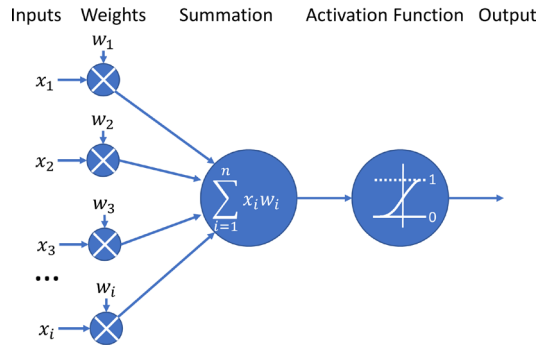 Inputs Weights Summation Activation Function Output
w₁
x₁
w₂
x₂
w₃
x₃
...
wᵢ
xᵢ
n
∑ xᵢwᵢ
i=1
1
0